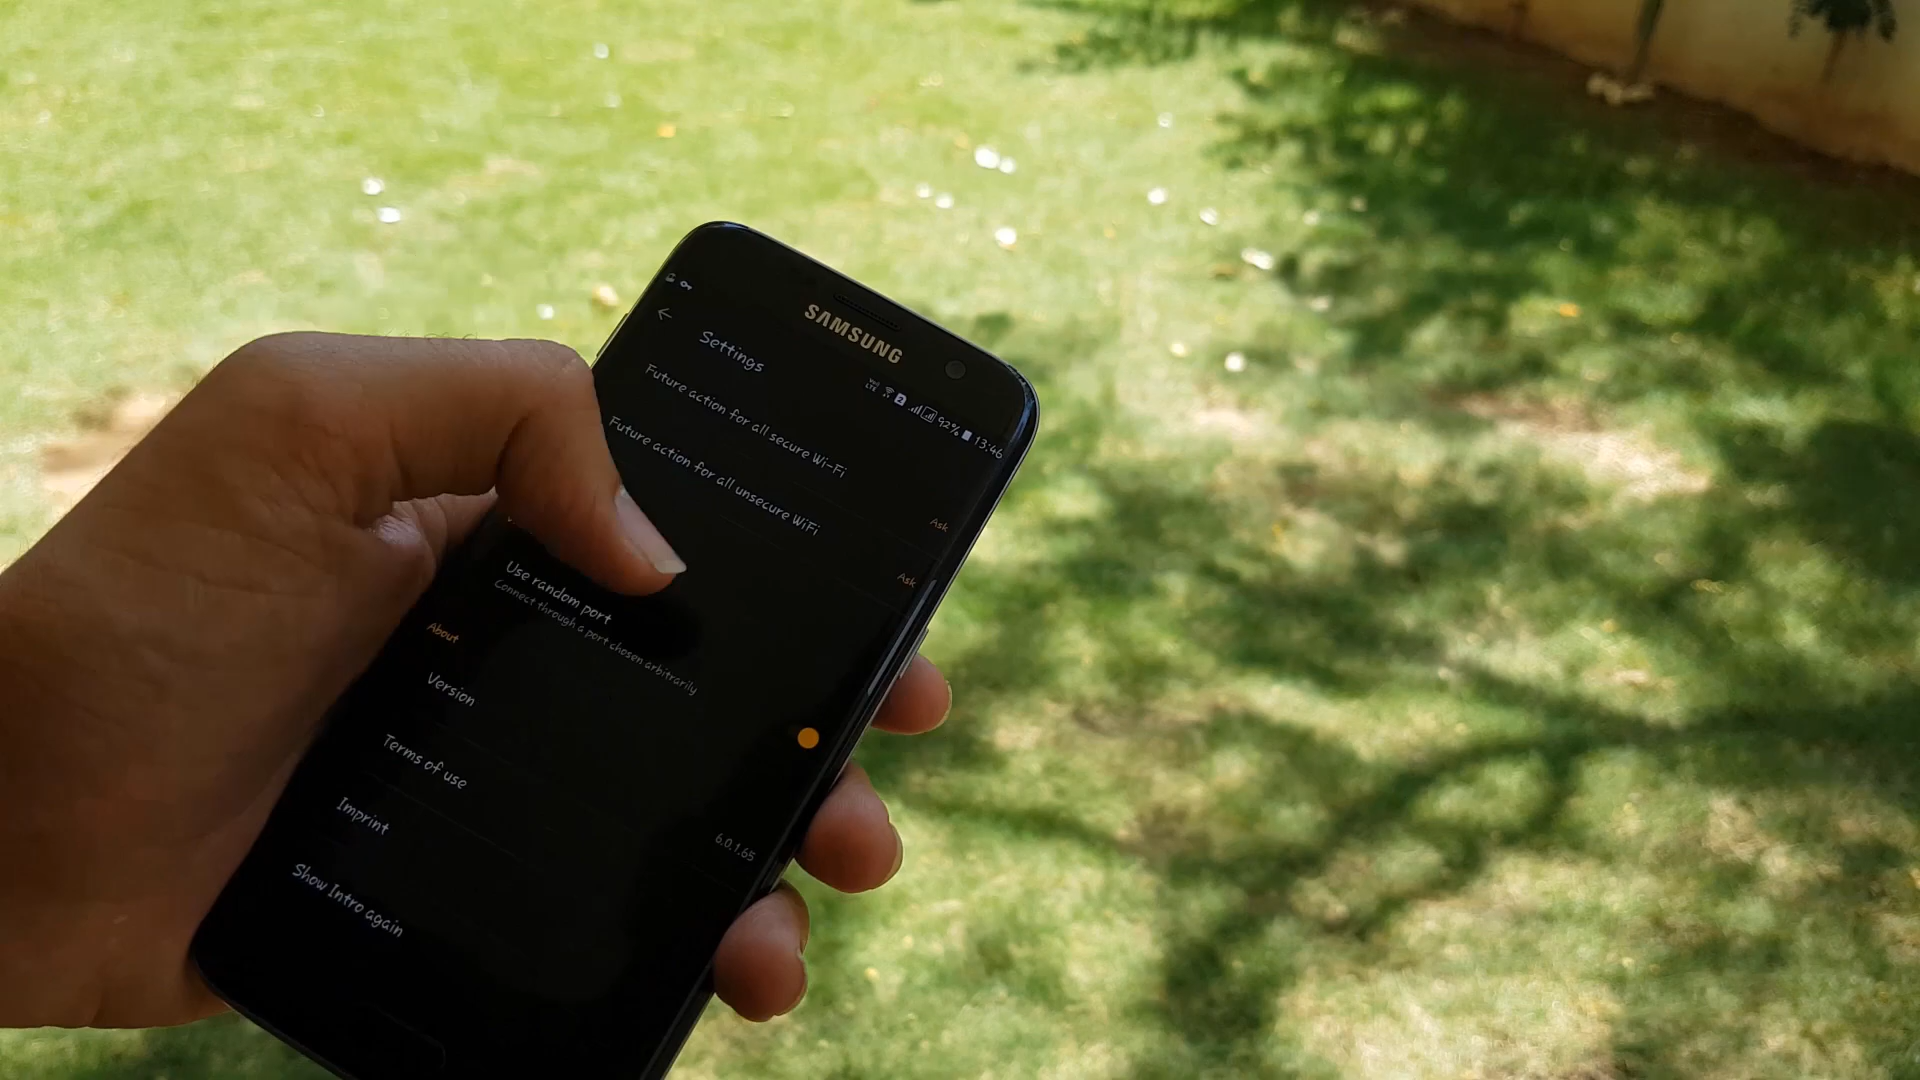 SAMSUNG
92% 13:46
Settings
Future action for all secure Wi-Fi
Ask
Future action for all unsecure WiFi
Ask
Use random port
Connect through a port chosen arbitrarily
About
Version
6.0.1.65
Terms of use
Imprint
Show Intro again